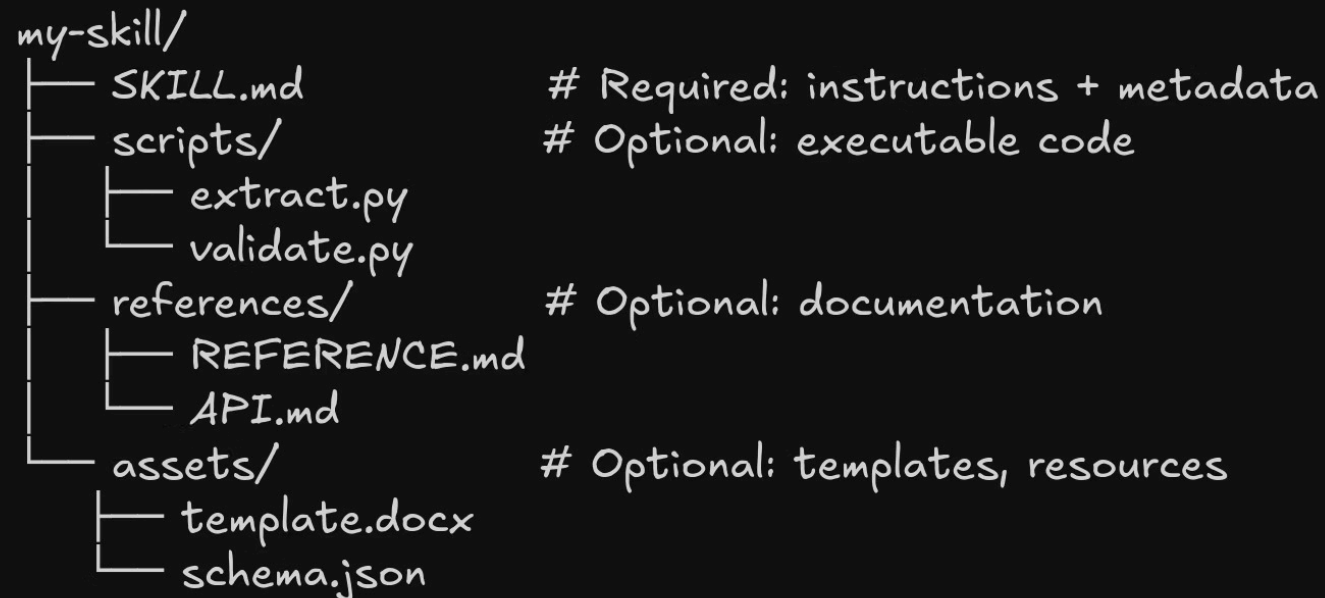 my-skill/
├── SKILL.md # Required: instructions + metadata
├── scripts/ # Optional: executable code
│ ├── extract.py
│ └── validate.py
├── references/ # Optional: documentation
│ ├── REFERENCE.md
│ └── API.md
└── assets/ # Optional: templates, resources
├── template.docx
└── schema.json